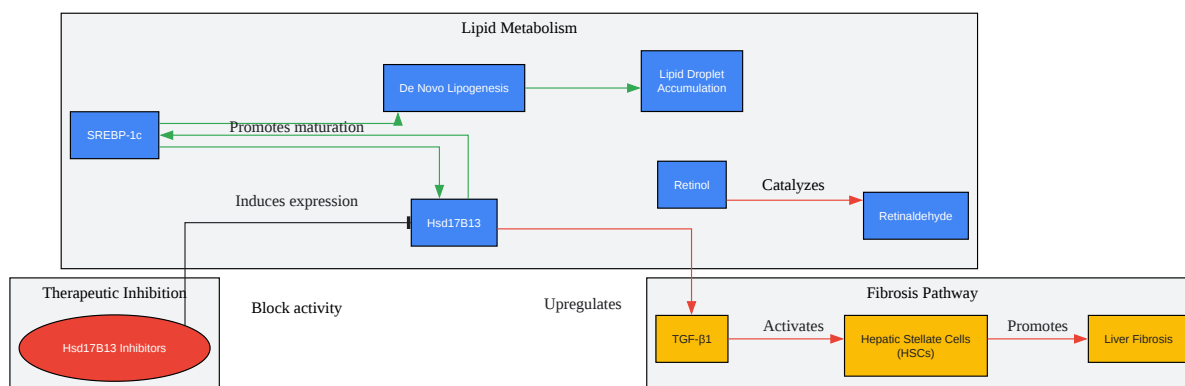 Lipid Metabolism
De Novo Lipogenesis
Lipid Droplet
Accumulation
SREBP-1c
Promotes maturation
Retinol
Catalyzes
Retinaldehyde
Induces expression
Hsd17B13
Therapeutic Inhibition
Block activity
Upregulates
Fibrosis Pathway
Hsd17B13 Inhibitors
TGF-β1
Activates
Hepatic Stellate Cells
(HSCs)
Promotes
Liver Fibrosis